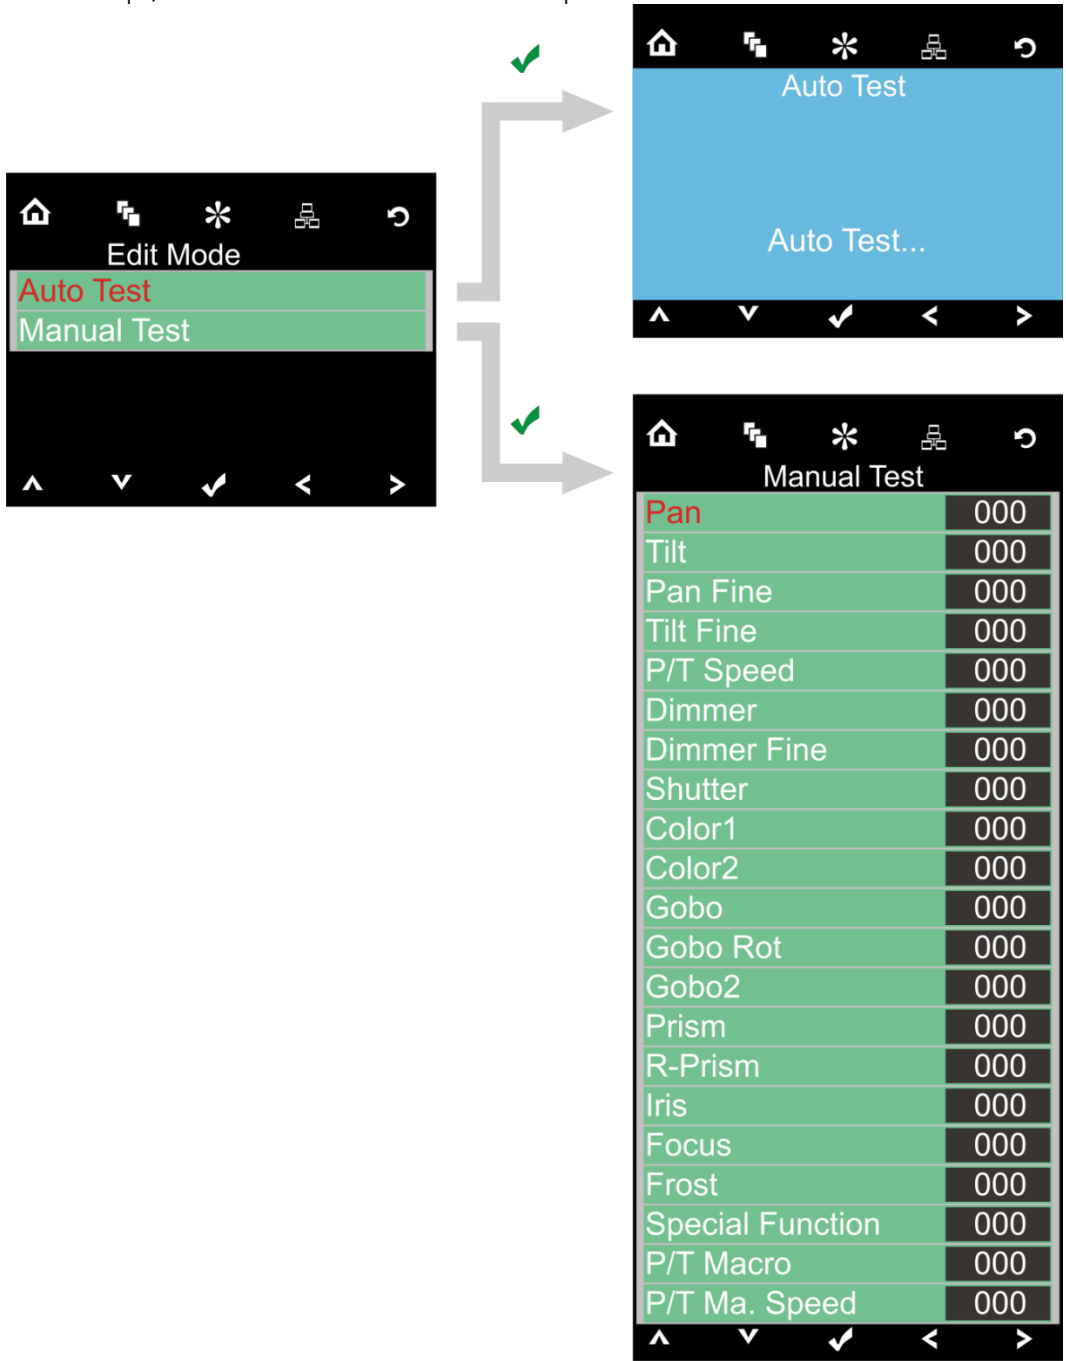 Edit Mode
Auto Test
Manual Test
Auto Test
Auto Test...
Manual Test
Pan 000
Tilt 000
Pan Fine 000
Tilt Fine 000
P/T Speed 000
Dimmer 000
Dimmer Fine 000
Shutter 000
Color1 000
Color2 000
Gobo 000
Gobo Rot 000
Gobo2 000
Prism 000
R-Prism 000
Iris 000
Focus 000
Frost 000
Special Function 000
P/T Macro 000
P/T Ma. Speed 000